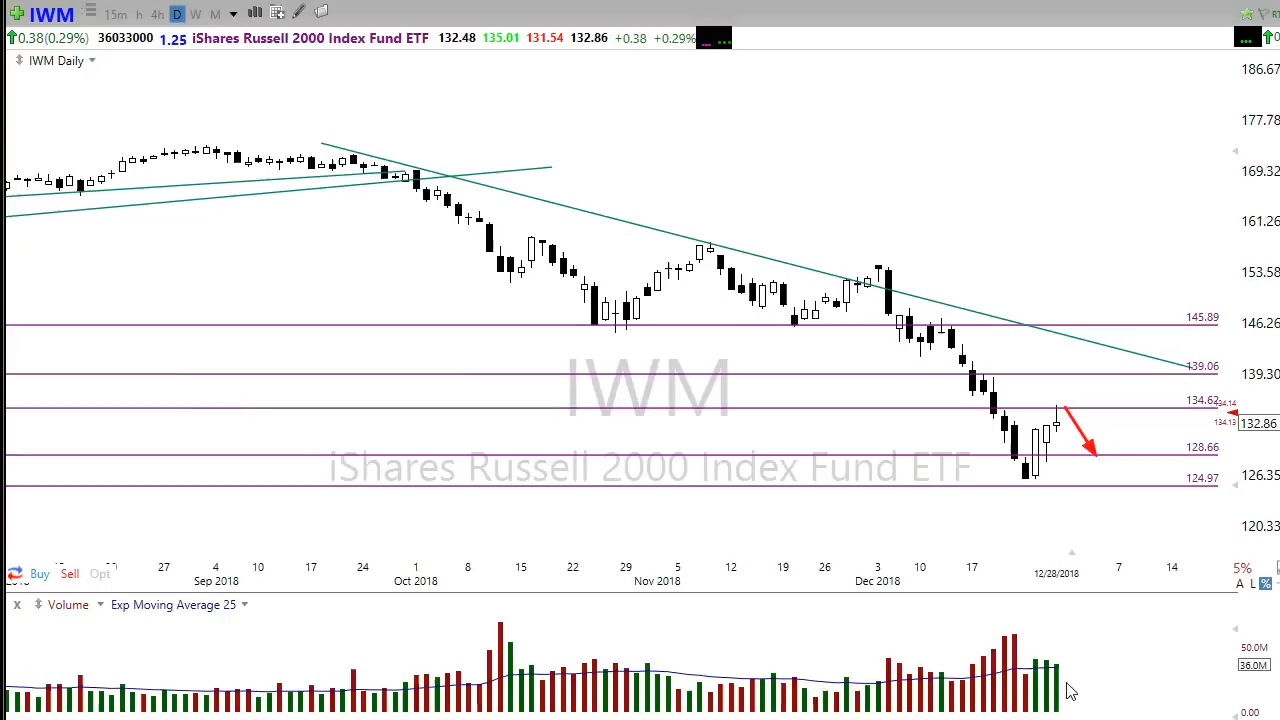 IWM 15m h 4h D W M
0.38(0.29%) 36033000 1.25 iShares Russell 2000 Index Fund ETF 132.48 135.01 131.54 132.86 +0.38 +0.29%
IWM Daily
186.67
177.78
169.32
161.26
153.58
145.89
146.26
139.06
139.30
134.62
134.14
134.13
132.86
128.66
126.35
124.97
120.33
IWM
iShares Russell 2000 Index Fund ETF
27 4 10 17 24 1 8 15 22 29 5 12 19 26 3 10 17 7 14
Sep 2018 Oct 2018 Nov 2018 Dec 2018 12/28/2018
Buy Sell Opt
5%
A L %
x Volume Exp Moving Average 25
50.0M
36.0M
0.00